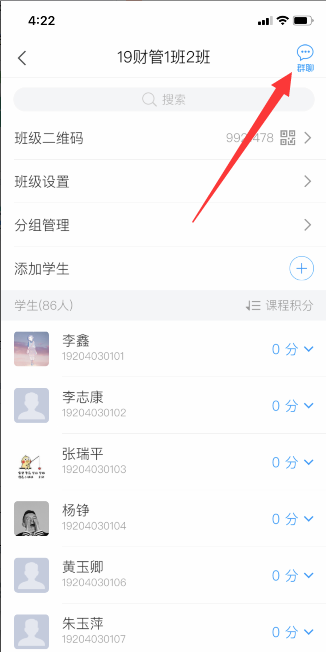 4:22
19财管1班2班
群聊
搜索
班级二维码
478
班级设置
分组管理
添加学生
学生(86人)
课程积分
李鑫
19204030101
0 分
李志康
19204030102
0 分
张瑞平
19204030103
0 分
杨铮
19204030104
0 分
黄玉卿
19204030106
0 分
朱玉萍
19204030107
0 分